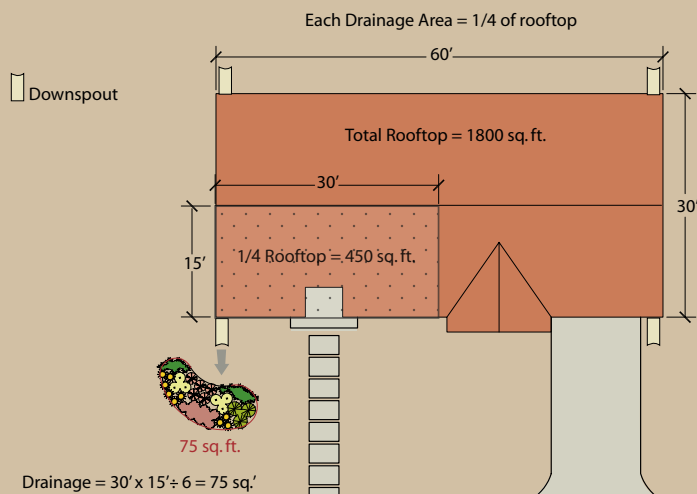 Each Drainage Area = 1/4 of rooftop
60’
Downspout
Total Rooftop = 1800 sq. ft.
30’
30’
15’
1/4 Rooftop = 450 sq. ft.
75 sq. ft.
Drainage = 30’ x 15’÷ 6 = 75 sq.’